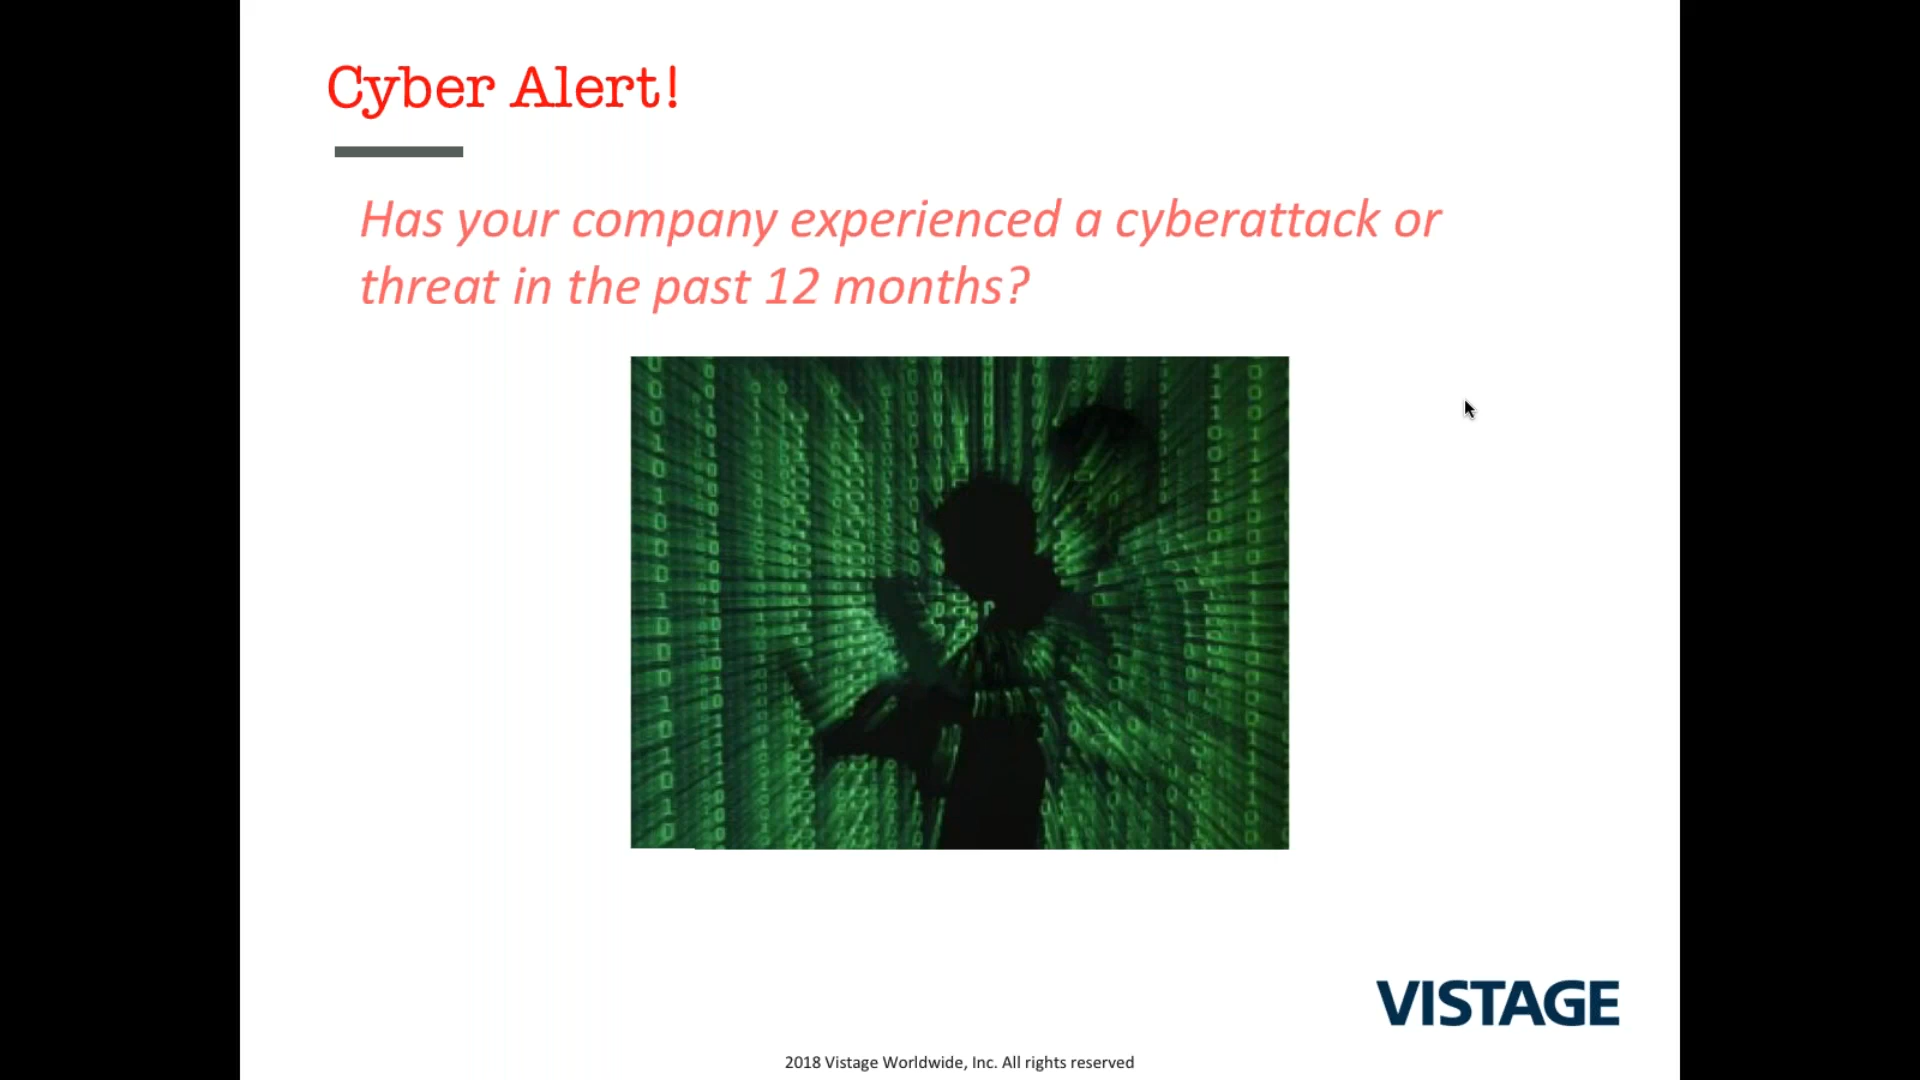 Cyber Alert!
Has your company experienced a cyberattack or
threat in the past 12 months?
VISTAGE
2018 Vistage Worldwide, Inc. All rights reserved